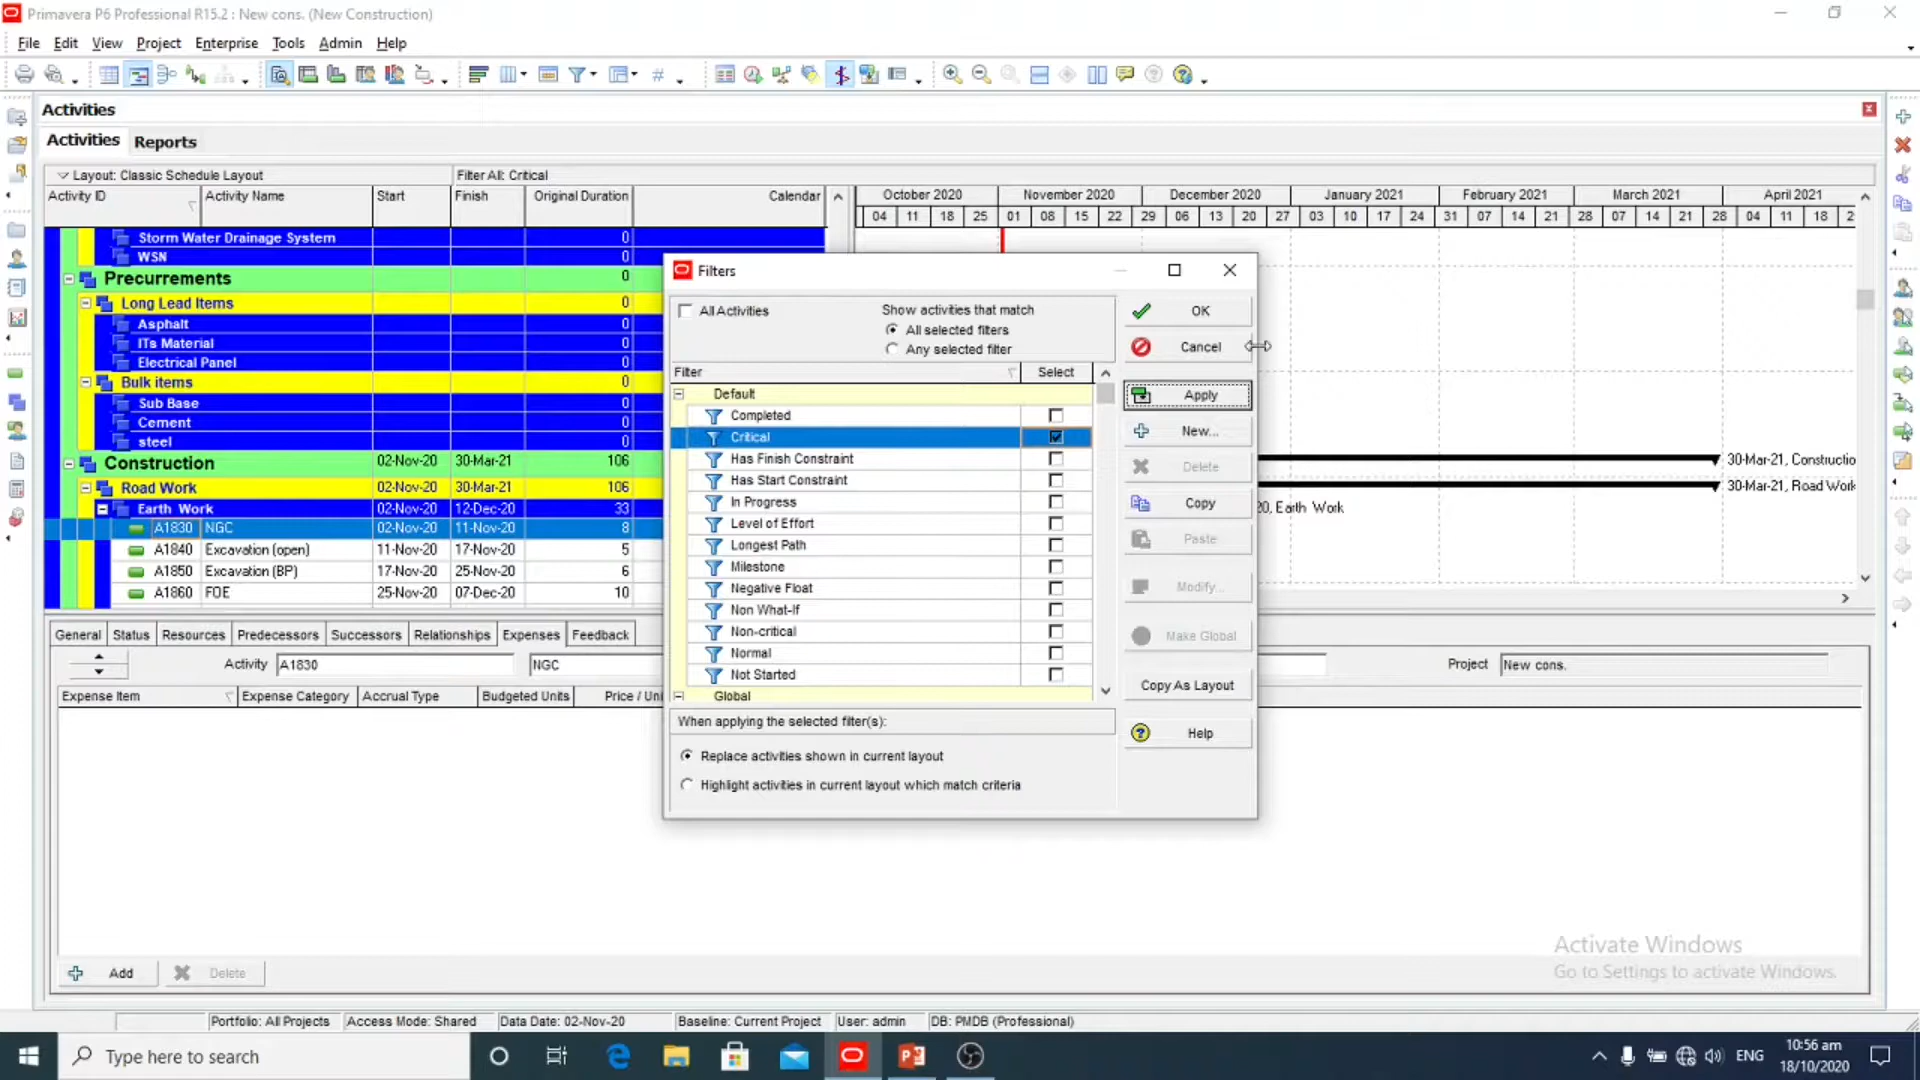 Primavera P6 Professional R15.2 : New cons. (New Construction)
File Edit View Project Enterprise Tools Admin Help
Activities
Activities Reports
Layout: Classic Schedule Layout Filter All: Critical
Activity ID Activity Name Start Finish Original Duration Calendar
October 2020 November 2020 December 2020 January 2021 February 2021 March 2021 April 2021
04 11 18 25 01 08 15 22 29 06 13 20 27 03 10 17 24 31 07 14 21 28 07 14 21 28 04 11 18 2
Storm Water Drainage System 0
WSN 0
Precurrements 0
Long Lead Items 0
Asphalt 0
ITs Material 0
Electrical Panel 0
Bulk items 0
Sub Base 0
Cement 0
steel 0
Construction 02-Nov-20 30-Mar-21 106
30-Mar-21, Constructio
Road Work 02-Nov-20 30-Mar-21 106
30-Mar-21, Road Work
Earth Work 02-Nov-20 12-Dec-20 33
20, Earth Work
A1830 NGC 02-Nov-20 11-Nov-20 8
A1840 Excavation (open) 11-Nov-20 17-Nov-20 5
A1850 Excavation (BP) 17-Nov-20 25-Nov-20 6
A1860 FOE 25-Nov-20 07-Dec-20 10
Filters
All Activities
Show activities that match
All selected filters
Any selected filter
Filter Select
Default
Completed
Critical
Has Finish Constraint
Has Start Constraint
In Progress
Level of Effort
Longest Path
Milestone
Negative Float
Non What-If
Non-critical
Normal
Not Started
Global
When applying the selected filter(s):
Replace activities shown in current layout
Highlight activities in current layout which match criteria
OK
Cancel
Apply
New...
Delete
Copy
Paste
Modify...
Make Global
Copy As Layout
Help
General Status Resources Predecessors Successors Relationships Expenses Feedback
Activity A1830 NGC Project New cons.
Expense Item Expense Category Accrual Type Budgeted Units Price / Uni
Add Delete
Activate Windows
Go to Settings to activate Windows.
Portfolio: All Projects Access Mode: Shared Data Date: 02-Nov-20 Baseline: Current Project User: admin DB: PMDB (Professional)
Type here to search
ENG
10:56 am
18/10/2020